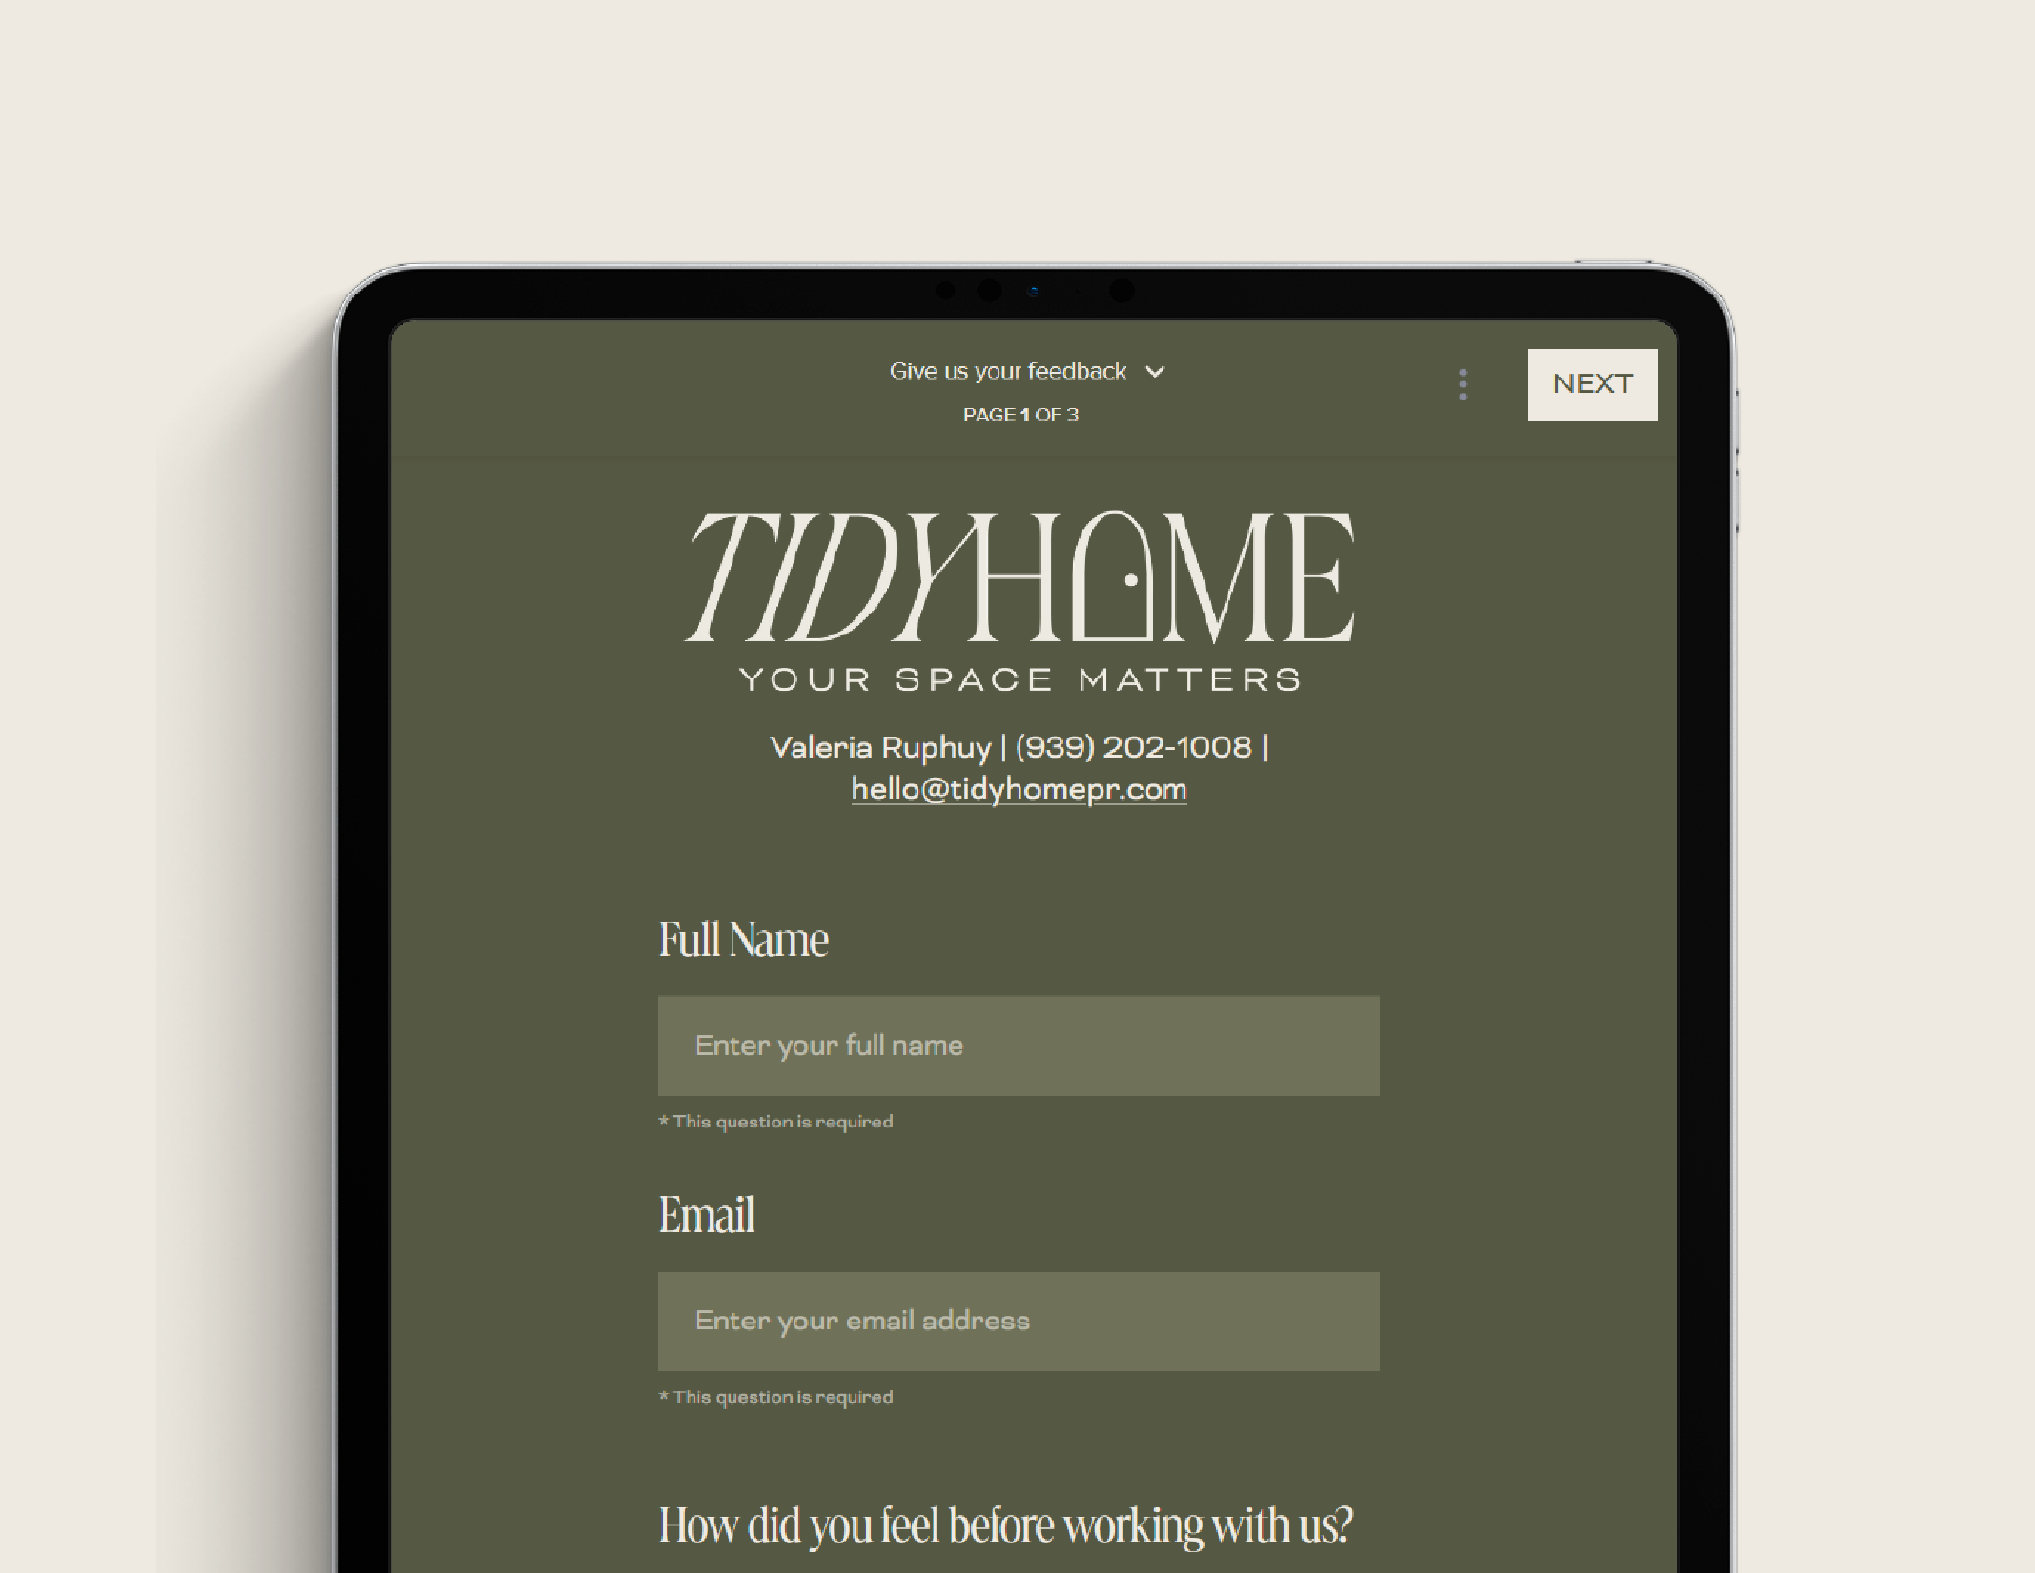 Give us your feedback
PAGE 1 OF 3
NEXT
TIDYHOME
YOUR SPACE MATTERS
Valeria Ruphuy | (939) 202-1008 |
hello@tidyhomepr.com
Full Name
Enter your full name
* This question is required
Email
Enter your email address
* This question is required
How did you feel before working with us?